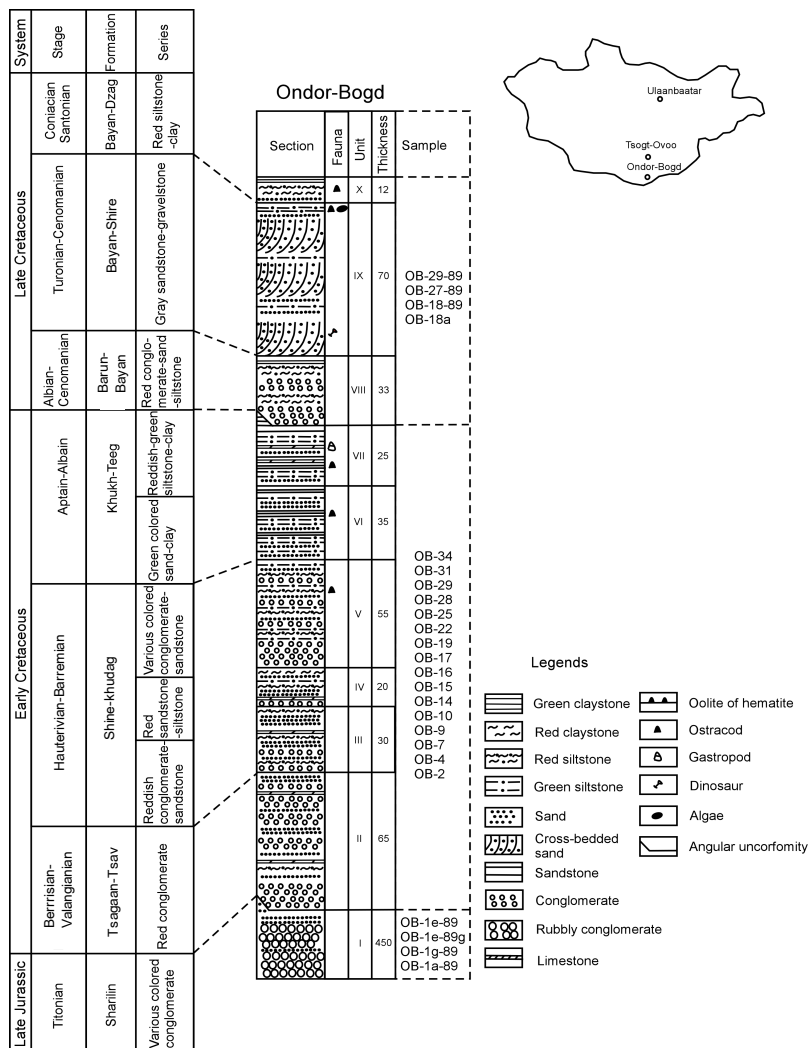 System
Stage
Formation
Series
Late Cretaceous
Early Cretaceous
Late Jurassic
Coniacian
Santonian
Bayan-Dzag
Red siltstone
-clay
Turonian-Cenomanian
Bayan-Shire
Gray sandstone-gravelstone
Albian-
Cenomanian
Barun-
Bayan
Red conglo-
merate-sand
-siltstone
Aptain-Albain
Khukh-Teeg
Reddish-green
siltstone-clay
Green colored
sand-clay
Hauterivian-Barremian
Shine-khudag
Various colored
conglomerate-
sandstone
Red
sandstone
-siltstone
Reddish
conglomerate-
sandstone
Berrisian-
Valangianian
Tsagaan-Tsav
Red conglomerate
Titonian
Sharilin
Various colored
conglomerate
Ondor-Bogd
Section
Fauna
Unit
Thickness
Sample
X 12
IX 70
VIII 33
VII 25
VI 35
V 55
IV 20
III 30
II 65
I 450
OB-29-89
OB-27-89
OB-18-89
OB-18a
OB-34
OB-31
OB-29
OB-28
OB-25
OB-22
OB-19
OB-17
OB-16
OB-15
OB-14
OB-10
OB-9
OB-7
OB-4
OB-2
OB-1e-89
OB-1e-89g
OB-1g-89
OB-1a-89
Ulaanbaatar
Tsogt-Ovoo
Ondor-Bogd
Legends
Green claystone
Red claystone
Red siltstone
Green siltstone
Sand
Cross-bedded
sand
Sandstone
Conglomerate
Rubbly conglomerate
Limestone
Oolite of hematite
Ostracod
Gastropod
Dinosaur
Algae
Angular uncorfomity